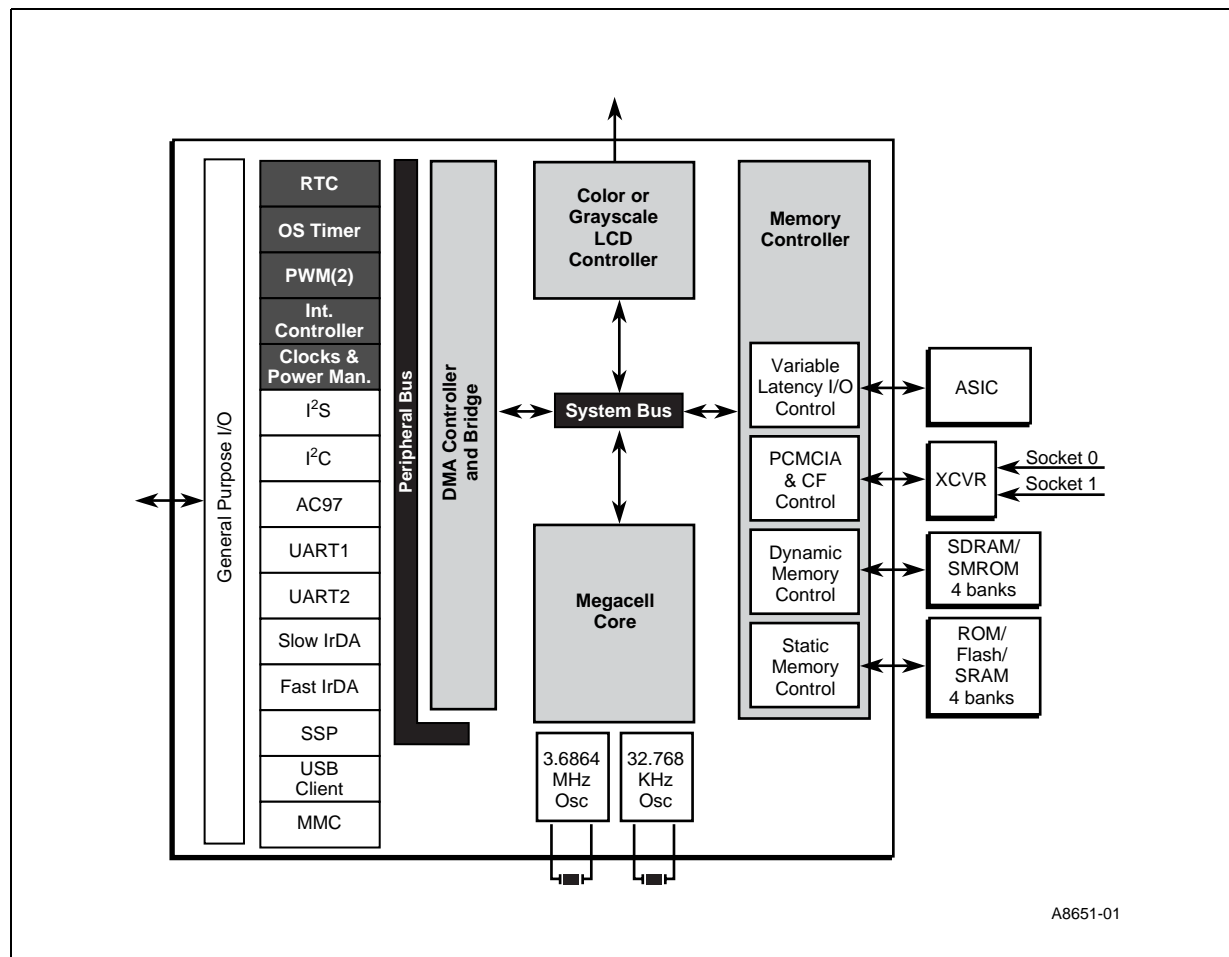 General Purpose I/O
RTC
OS Timer
PWM(2)
Int.
Controller
Clocks &
Power Man.
I²S
I²C
AC97
UART1
UART2
Slow IrDA
Fast IrDA
SSP
USB
Client
MMC
Peripheral Bus
DMA Controller
and Bridge
Color or
Grayscale
LCD
Controller
System Bus
Megacell
Core
3.6864
MHz
Osc
32.768
KHz
Osc
Memory
Controller
Variable
Latency I/O
Control
PCMCIA
& CF
Control
Dynamic
Memory
Control
Static
Memory
Control
ASIC
XCVR
Socket 0
Socket 1
SDRAM/
SMROM
4 banks
ROM/
Flash/
SRAM
4 banks
A8651-01